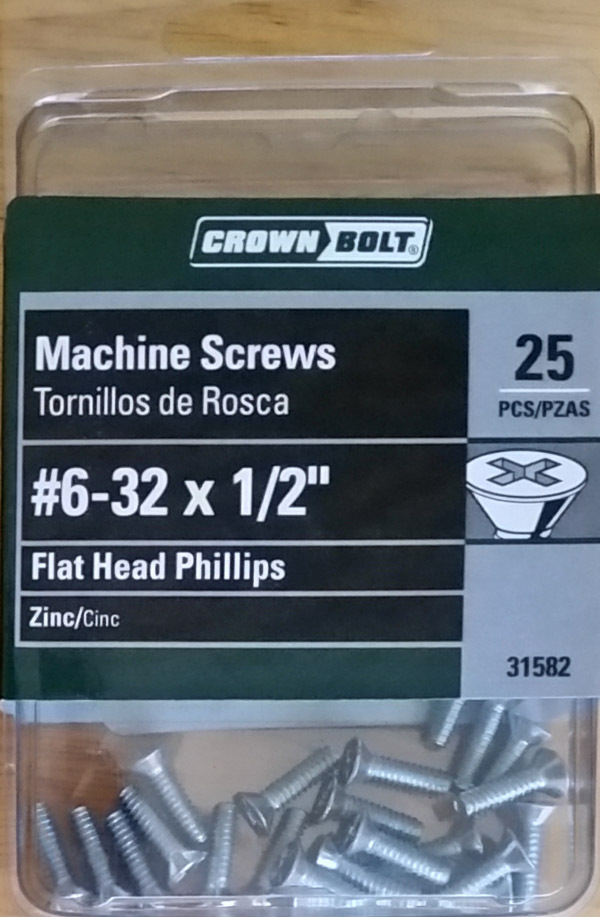 CROWN BOLT®
Machine Screws
Tornillos de Rosca
25
PCS/PZAS
#6-32 x 1/2"
Flat Head Phillips
Zinc/Cinc
31582